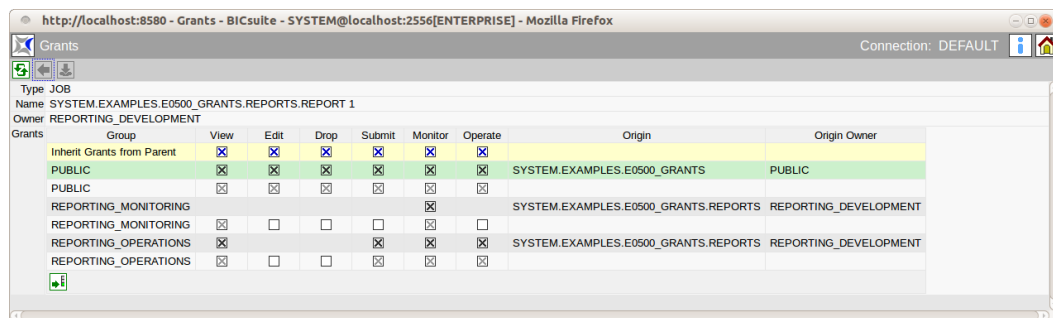 http://localhost:8580 - Grants - BICsuite - SYSTEM@localhost:2556[ENTERPRISE] - Mozilla Firefox
Grants Connection: DEFAULT
Type JOB
Name SYSTEM.EXAMPLES.E0500_GRANTS.REPORTS.REPORT 1
Owner REPORTING_DEVELOPMENT
Grants Group View Edit Drop Submit Monitor Operate Origin Origin Owner
Inherit Grants from Parent
PUBLIC SYSTEM.EXAMPLES.E0500_GRANTS PUBLIC
PUBLIC
REPORTING_MONITORING SYSTEM.EXAMPLES.E0500_GRANTS.REPORTS REPORTING_DEVELOPMENT
REPORTING_MONITORING
REPORTING_OPERATIONS SYSTEM.EXAMPLES.E0500_GRANTS.REPORTS REPORTING_DEVELOPMENT
REPORTING_OPERATIONS